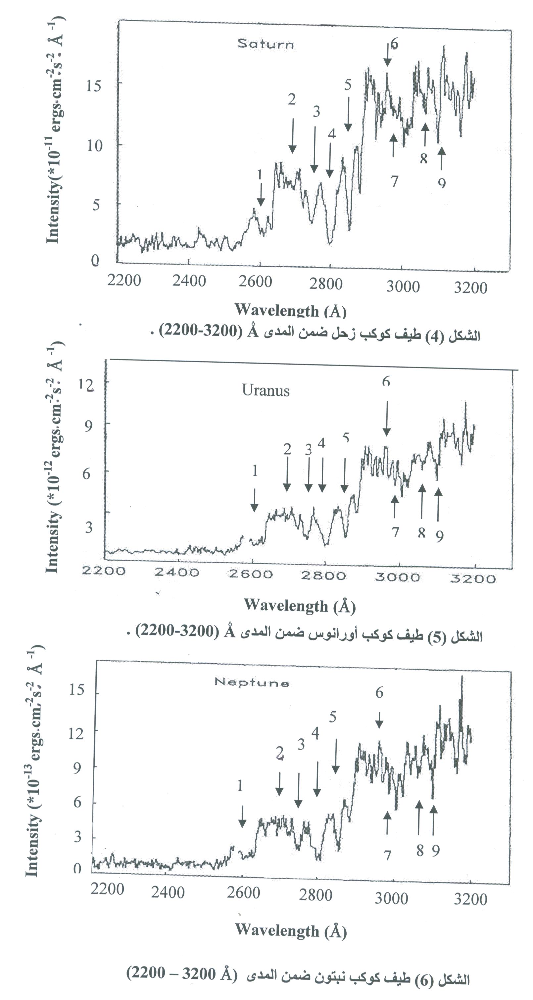 Saturn
Intensity(*10-11 ergs.cm-2.s-2. Å -1)
15
10
5
0
1
2
3
4
5
6
7
8
9
2200 2400 2600 2800 3000 3200
Wavelength (Å)
الشكل (4) طيف كوكب زحل ضمن المدى Å (2200-3200) .
Uranus
Intensity (*10-12 ergs.cm-2.s-2. Å -1)
12
9
6
3
1
2
3
4
5
6
7
8
9
2200 2400 2600 2800 3000 3200
Wavelength (Å)
الشكل (5) طيف كوكب أورانوس ضمن المدى Å (2200-3200) .
Neptune
Intensity (*10-13 ergs.cm-2,s-2, Å -1)
15
12
9
6
3
0
1
2
3
4
5
6
7
8
9
2200 2400 2600 2800 3000 3200
Wavelength (Å)
الشكل (6) طيف كوكب نبتون ضمن المدى (2200 – 3200 Å)